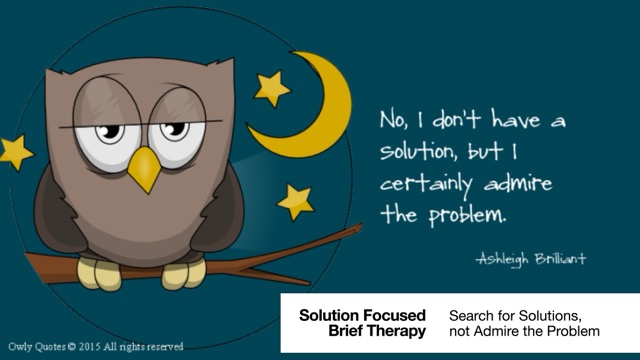 No, I don't have a
solution, but I
certainly admire
the problem.
Ashleigh Brilliant
Solution Focused
Brief Therapy
Search for Solutions,
not Admire the Problem
Owly Quotes © 2015 All rights reserved